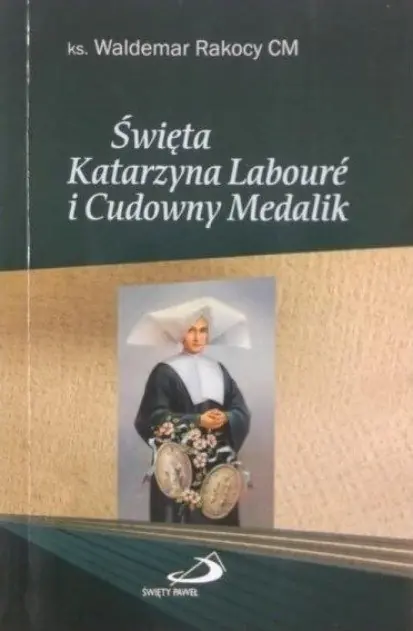 ks. Waldemar Rakocy CM
Święta
Katarzyna Labouré
i Cudowny Medalik
ŚWIĘTY PAWEŁ